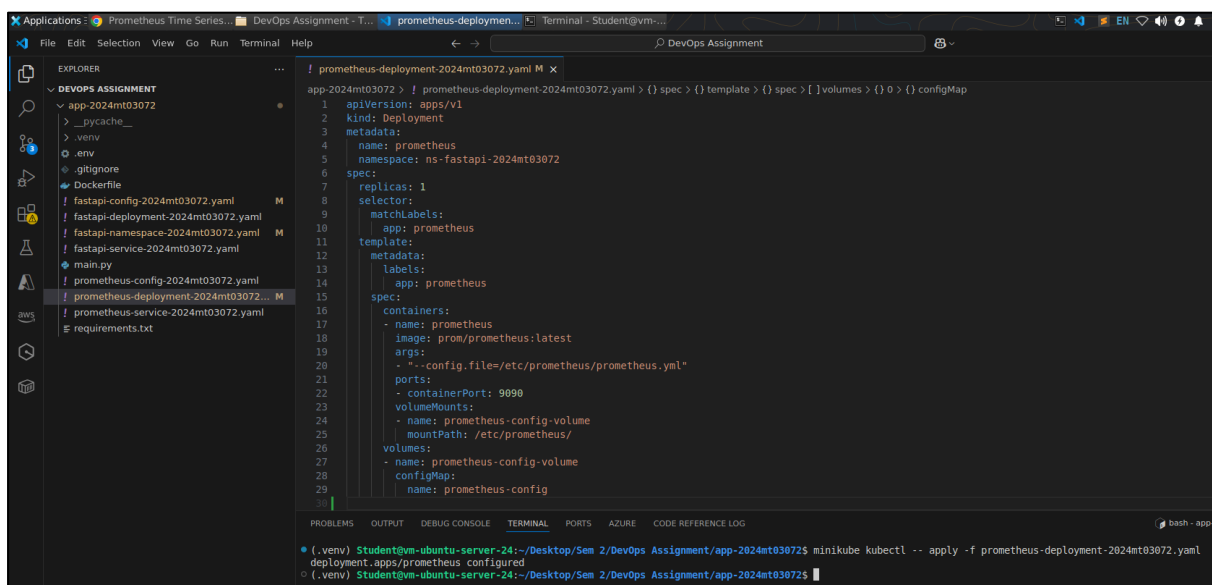 Applications
Prometheus Time Series...
DevOps Assignment - T...
prometheus-deploymen...
Terminal - Student@vm-...
EN
File Edit Selection View Go Run Terminal Help
DevOps Assignment
EXPLORER
DEVOPS ASSIGNMENT
app-2024mt03072
__pycache__
.venv
.env
.gitignore
Dockerfile
fastapi-config-2024mt03072.yaml M
fastapi-deployment-2024mt03072.yaml
fastapi-namespace-2024mt03072.yaml M
fastapi-service-2024mt03072.yaml
main.py
prometheus-config-2024mt03072.yaml
prometheus-deployment-2024mt03072... M
prometheus-service-2024mt03072.yaml
requirements.txt
3
aws
! prometheus-deployment-2024mt03072.yaml M ×
app-2024mt03072 > ! prometheus-deployment-2024mt03072.yaml > {} spec > {} template > {} spec > [ ] volumes > {} 0 > {} configMap
1 apiVersion: apps/v1
2 kind: Deployment
3 metadata:
4   name: prometheus
5   namespace: ns-fastapi-2024mt03072
6 spec:
7   replicas: 1
8   selector:
9     matchLabels:
10       app: prometheus
11   template:
12     metadata:
13       labels:
14         app: prometheus
15     spec:
16       containers:
17       - name: prometheus
18         image: prom/prometheus:latest
19         args:
20         - "--config.file=/etc/prometheus/prometheus.yml"
21         ports:
22         - containerPort: 9090
23         volumeMounts:
24         - name: prometheus-config-volume
25           mountPath: /etc/prometheus/
26       volumes:
27       - name: prometheus-config-volume
28         configMap:
29           name: prometheus-config
30
PROBLEMS OUTPUT DEBUG CONSOLE TERMINAL PORTS AZURE CODE REFERENCE LOG
bash - app-
(.venv) Student@vm-ubuntu-server-24:~/Desktop/Sem 2/DevOps Assignment/app-2024mt03072$ minikube kubectl -- apply -f prometheus-deployment-2024mt03072.yaml
deployment.apps/prometheus configured
(.venv) Student@vm-ubuntu-server-24:~/Desktop/Sem 2/DevOps Assignment/app-2024mt03072$